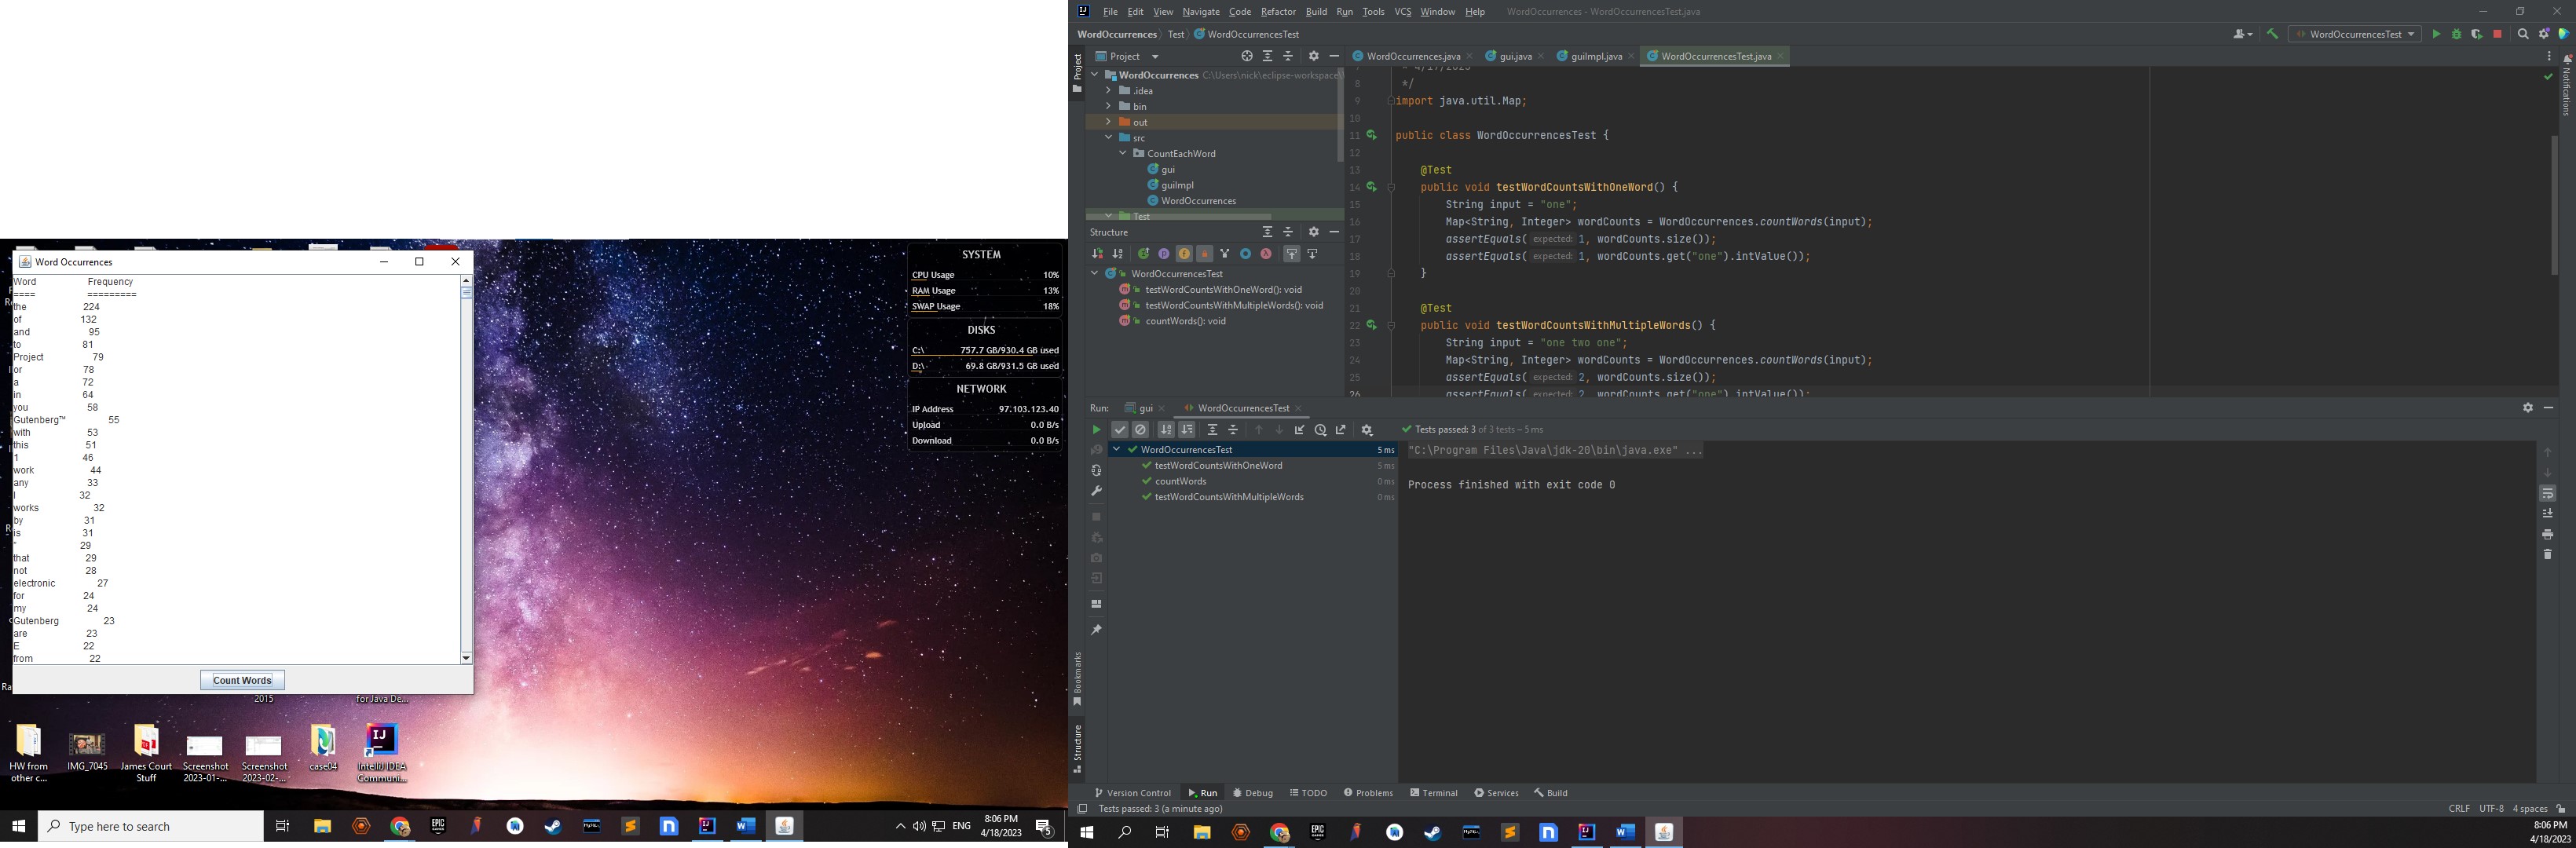 Word Occurrences
Word Frequency
==== =========
the 224
of 132
and 95
to 81
Project 79
or 78
a 72
in 64
you 58
Gutenberg™ 55
with 53
this 51
1 46
work 44
any 33
I 32
works 32
by 31
is 31
" 29
that 29
not 28
electronic 27
for 24
my 24
Gutenberg 23
are 23
E 22
from 22
Count Words
SYSTEM
CPU Usage 10%
RAM Usage 13%
SWAP Usage 18%
DISKS
C:\ 757.7 GB/930.4 GB used
D:\ 69.8 GB/931.5 GB used
NETWORK
IP Address 97.103.123.40
Upload 0.0 B/s
Download 0.0 B/s
2015
for Java De...
HW from other c...
IMG_7045
James Court Stuff
Screenshot 2023-01-...
Screenshot 2023-02-...
case04
IntelliJ IDEA Communi...
Type here to search
ENG
8:06 PM
4/18/2023
File Edit View Navigate Code Refactor Build Run Tools VCS Window Help WordOccurrences - WordOccurrencesTest.java
WordOccurrences Test WordOccurrencesTest
WordOccurrencesTest
Project
WordOccurrences.java gui.java guiImpl.java WordOccurrencesTest.java
WordOccurrences C:\Users\nick\eclipse-workspace\
.idea
bin
out
src
CountEachWord
gui
guiImpl
WordOccurrences
Test
Structure
WordOccurrencesTest
testWordCountsWithOneWord(): void
testWordCountsWithMultipleWords(): void
countWords(): void
8 */
9 import java.util.Map;
10
11 public class WordOccurrencesTest {
12
13 @Test
14 public void testWordCountsWithOneWord() {
15 String input = "one";
16 Map<String, Integer> wordCounts = WordOccurrences.countWords(input);
17 assertEquals( expected: 1, wordCounts.size());
18 assertEquals( expected: 1, wordCounts.get("one").intValue());
19 }
20
21 @Test
22 public void testWordCountsWithMultipleWords() {
23 String input = "one two one";
24 Map<String, Integer> wordCounts = WordOccurrences.countWords(input);
25 assertEquals( expected: 2, wordCounts.size());
26 assertEquals( expected: 2, wordCounts.get("one").intValue());
Run: gui WordOccurrencesTest
Tests passed: 3 of 3 tests – 5 ms
WordOccurrencesTest 5 ms
testWordCountsWithOneWord 5 ms
countWords 0 ms
testWordCountsWithMultipleWords 0 ms
"C:\Program Files\Java\jdk-20\bin\java.exe" ...
Process finished with exit code 0
Project
Bookmarks
Structure
Notifications
Version Control Run Debug TODO Problems Terminal Services Build
Tests passed: 3 (a minute ago)
CRLF UTF-8 4 spaces
8:06 PM
4/18/2023